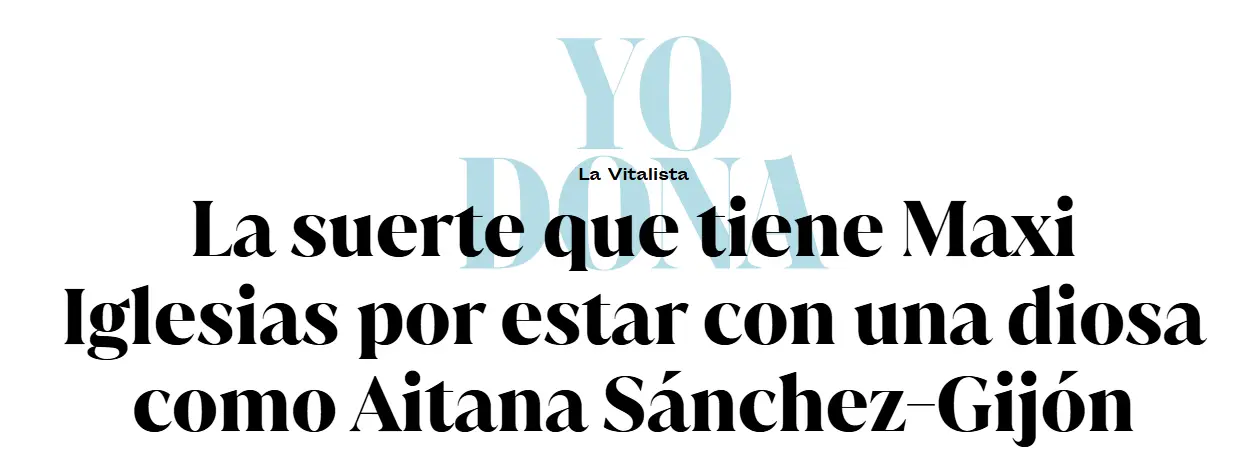 YO
DONA
La Vitalista
La suerte que tiene Maxi
Iglesias por estar con una diosa
como Aitana Sánchez-Gijón